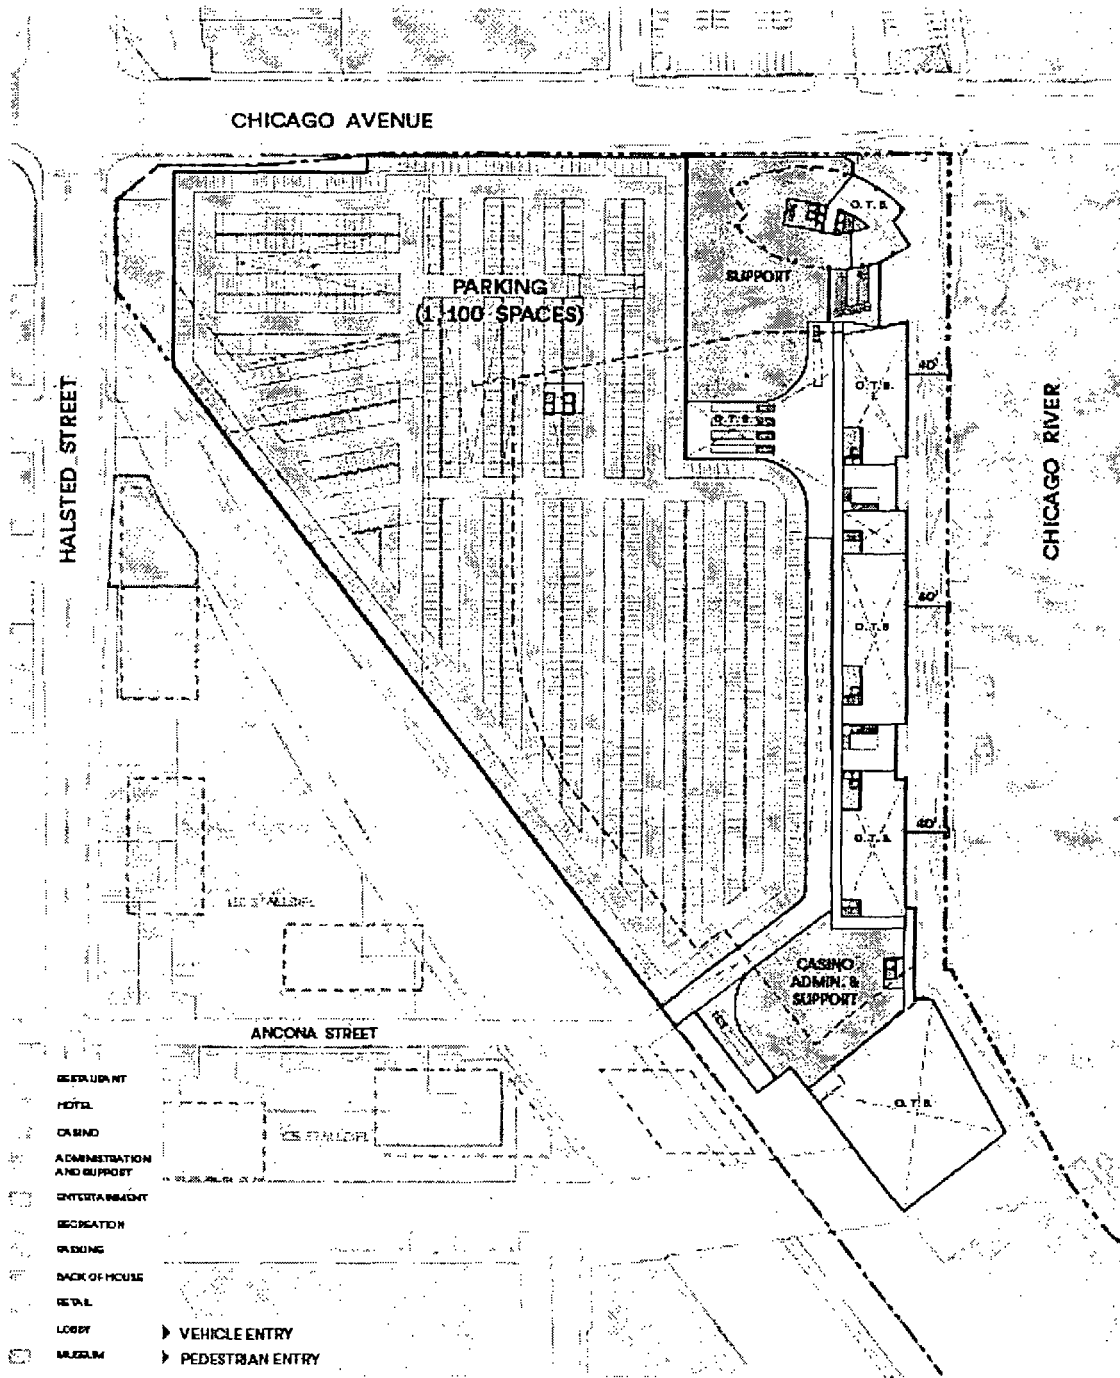 CHICAGO AVENUE
O.T.B.
SUPPORT
PARKING
(1,100 SPACES)
O.T.B.
40'
O.T.B.
HALSTED STREET
CHICAGO RIVER
40'
O.T.B.
40'
O.T.B.
CASINO
ADMIN. &
SUPPORT
ANCONA STREET
O.T.B.
RESTAURANT
HOTEL
CASINO
ADMINISTRATION
AND SUPPORT
ENTERTAINMENT
RECREATION
PARKING
BACK OF HOUSE
RETAIL
LOBBY
MUSEUM
VEHICLE ENTRY
PEDESTRIAN ENTRY